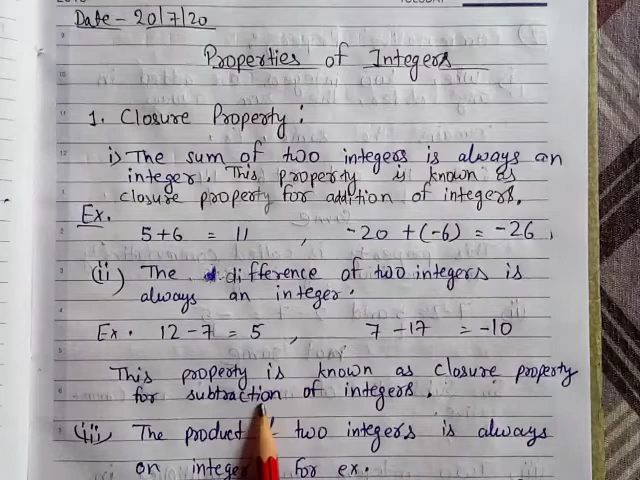 Date - 20/7/20
Properties of Integers
1. Closure Property:
i) The sum of two integers is always an
integer. This property is known as
closure property for addition of integers.
Ex.
5+6 = 11 , -20 +(-6) = -26,
(ii) The difference of two integers is
always an integer.
Ex. 12-7 = 5 , 7-17 = -10
This property is known as closure property
for subtraction of integers.
(iii) The product two integers is always
an integer for ex.